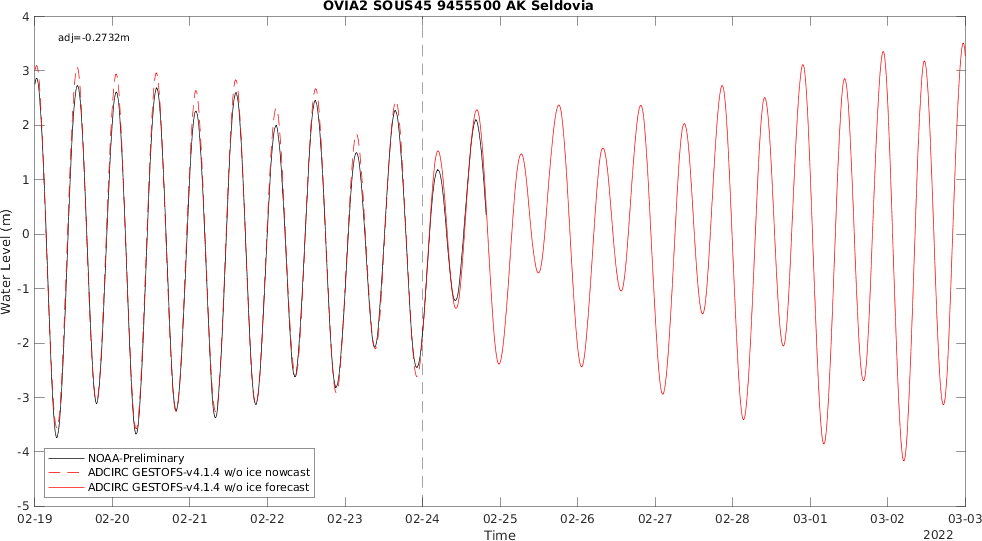 OVIA2 SOUS45 9455500 AK Seldovia
adj=-0.2732m
4
3
2
1
0
-1
-2
-3
-4
-5
Water Level (m)
NOAA-Preliminary
ADCIRC GESTOFS-v4.1.4 w/o ice nowcast
ADCIRC GESTOFS-v4.1.4 w/o ice forecast
02-19 02-20 02-21 02-22 02-23 02-24 02-25 02-26 02-27 02-28 03-01 03-02 03-03
Time
2022